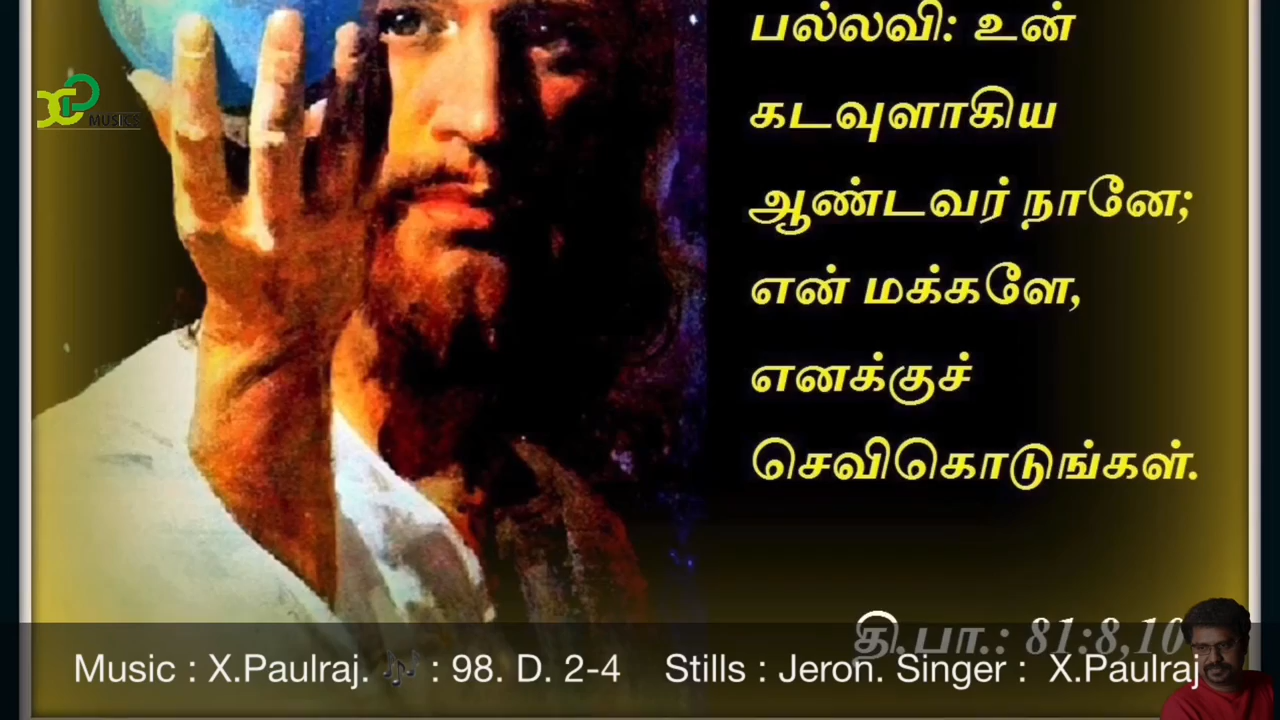 பல்லவி: உன்
கடவுளாகிய
ஆண்டவர் நானே;
என் மக்களே,
எனக்குச்
செவிகொடுங்கள்.
தி.பா.: 81:8,10
MUSICS
Music : X.Paulraj. 🎶 : 98. D. 2-4 Stills : Jeron. Singer : X.Paulraj